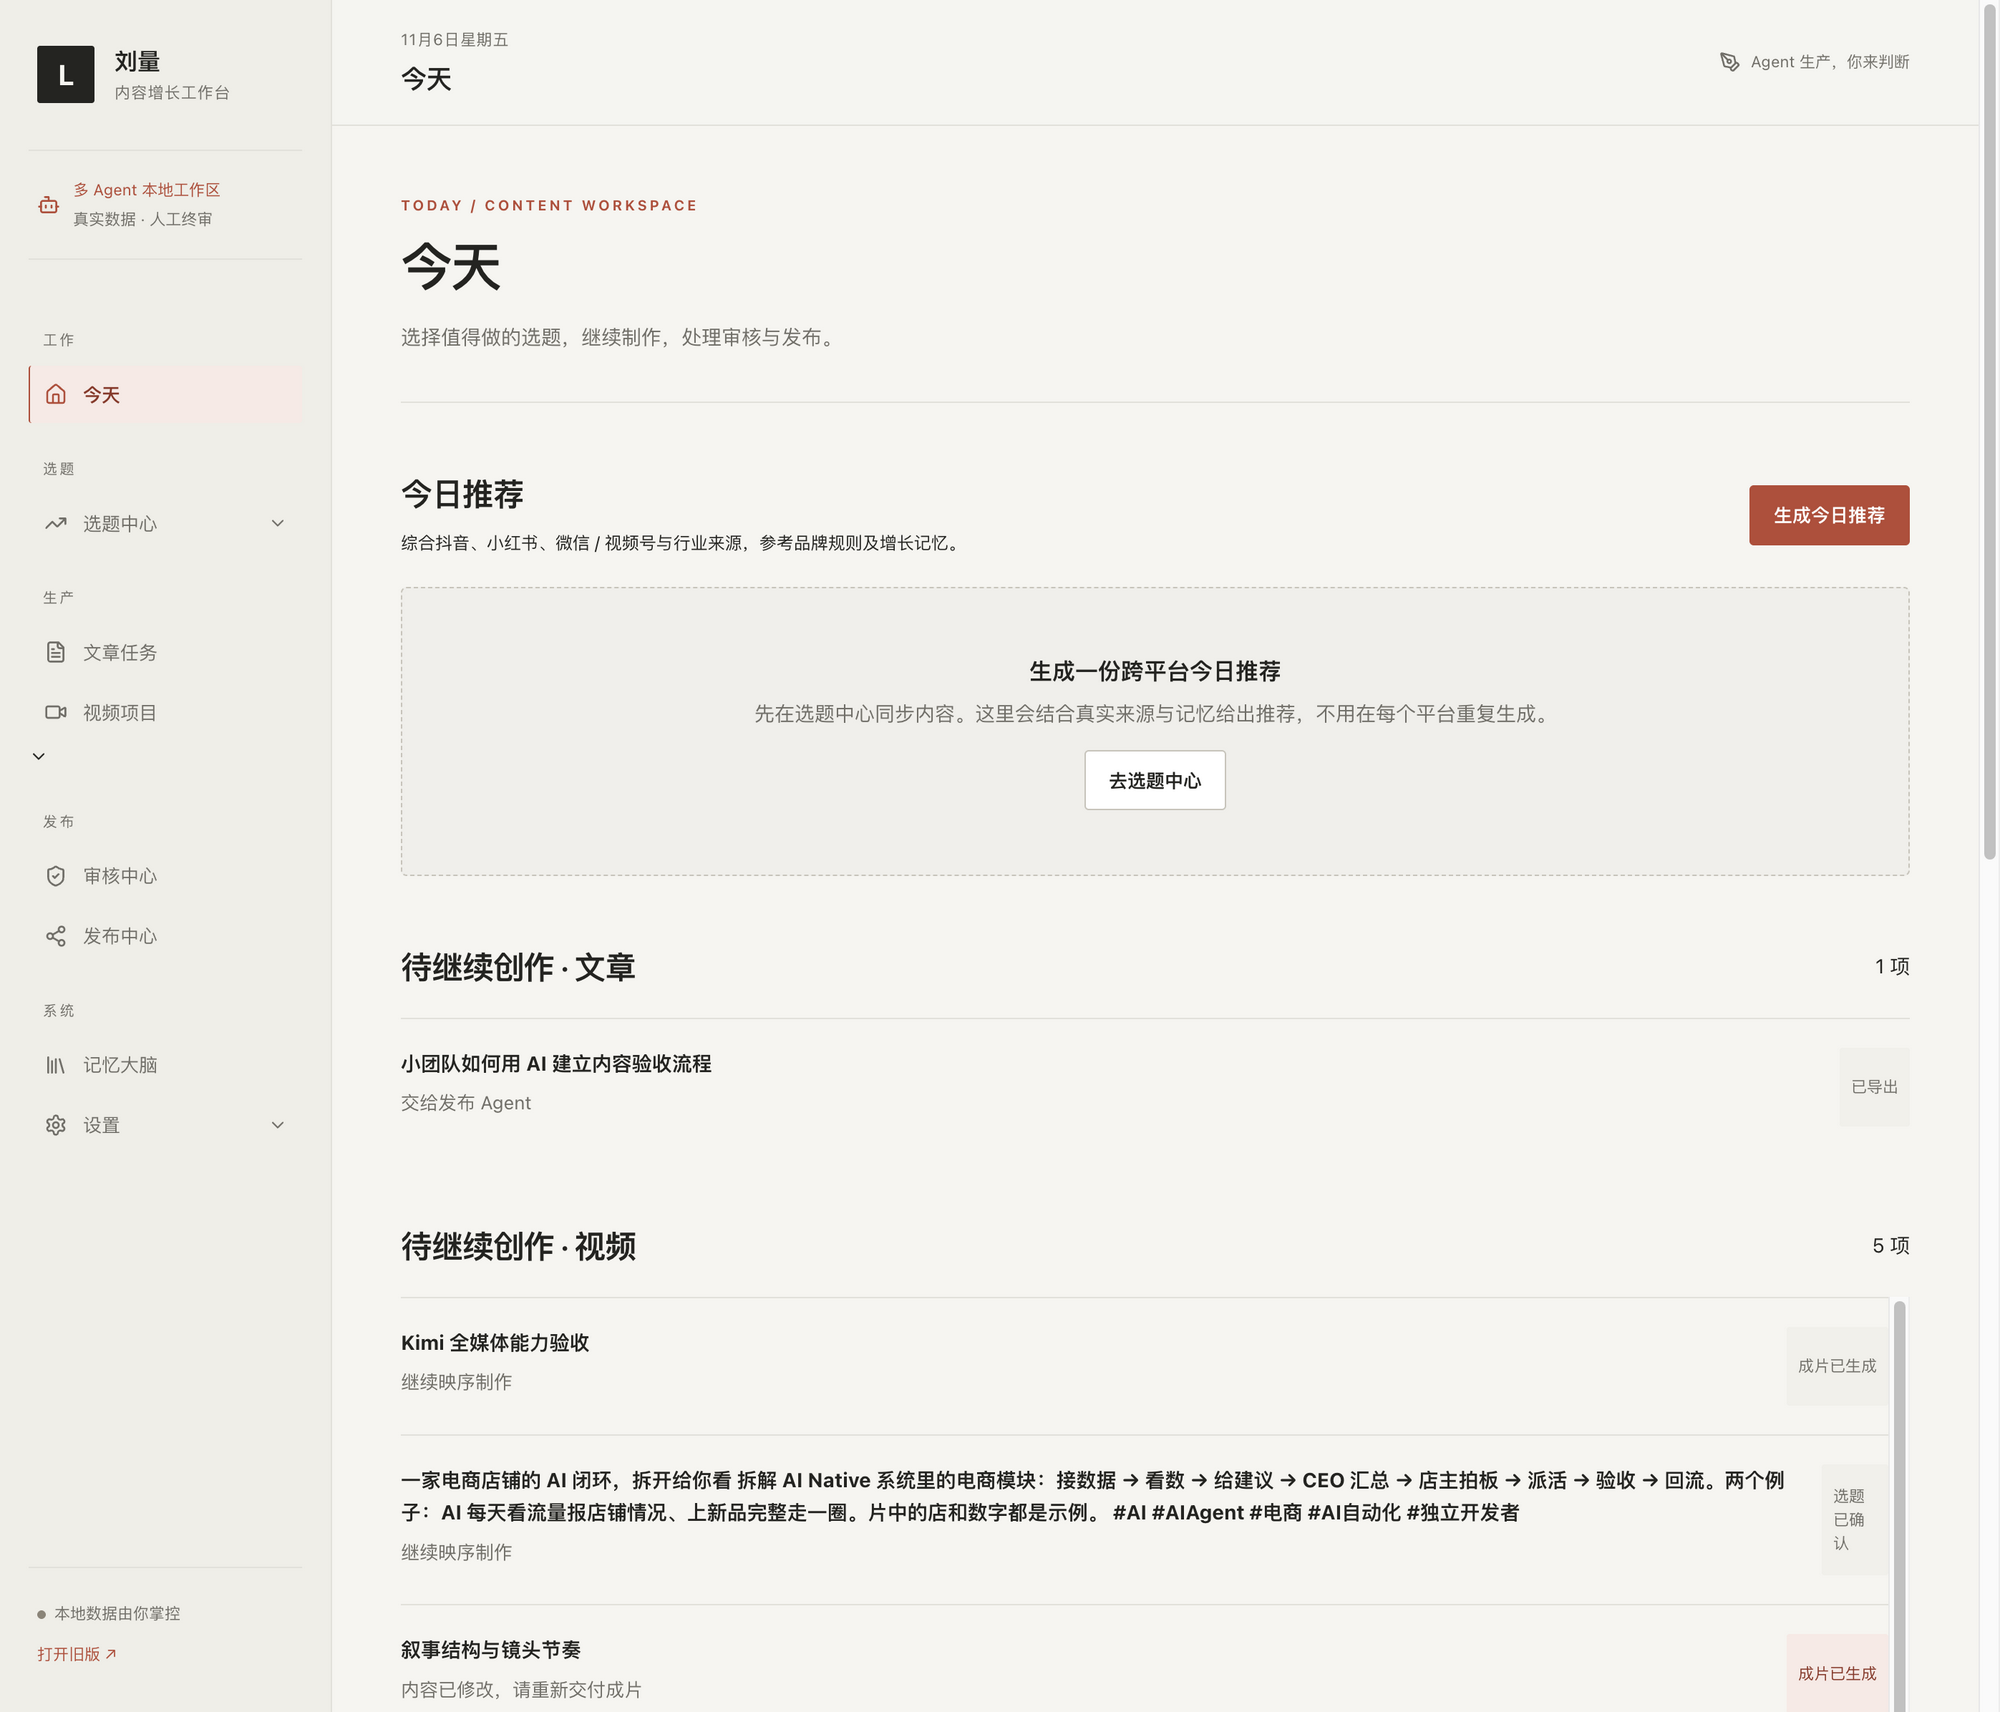 L
刘量
内容增长工作台
多 Agent 本地工作区
真实数据 · 人工终审
工作
今天
选题
选题中心
生产
文章任务
视频项目
发布
审核中心
发布中心
系统
记忆大脑
设置
本地数据由你掌控
打开旧版 ↗
11月6日星期五
今天
Agent 生产，你来判断
TODAY / CONTENT WORKSPACE
今天
选择值得做的选题，继续制作，处理审核与发布。
今日推荐
综合抖音、小红书、微信 / 视频号与行业来源，参考品牌规则及增长记忆。
生成今日推荐
生成一份跨平台今日推荐
先在选题中心同步内容。这里会结合真实来源与记忆给出推荐，不用在每个平台重复生成。
去选题中心
待继续创作 · 文章
1 项
小团队如何用 AI 建立内容验收流程
交给发布 Agent
已导出
待继续创作 · 视频
5 项
Kimi 全媒体能力验收
继续映序制作
成片已生成
一家电商店铺的 AI 闭环，拆开给你看 拆解 AI Native 系统里的电商模块：接数据 → 看数 → 给建议 → CEO 汇总 → 店主拍板 → 派活 → 验收 → 回流。两个例
子：AI 每天看流量报店铺情况、上新品完整走一圈。片中的店和数字都是示例。 #AI #AIAgent #电商 #AI自动化 #独立开发者
继续映序制作
选题
已确
认
叙事结构与镜头节奏
内容已修改，请重新交付成片
成片已生成